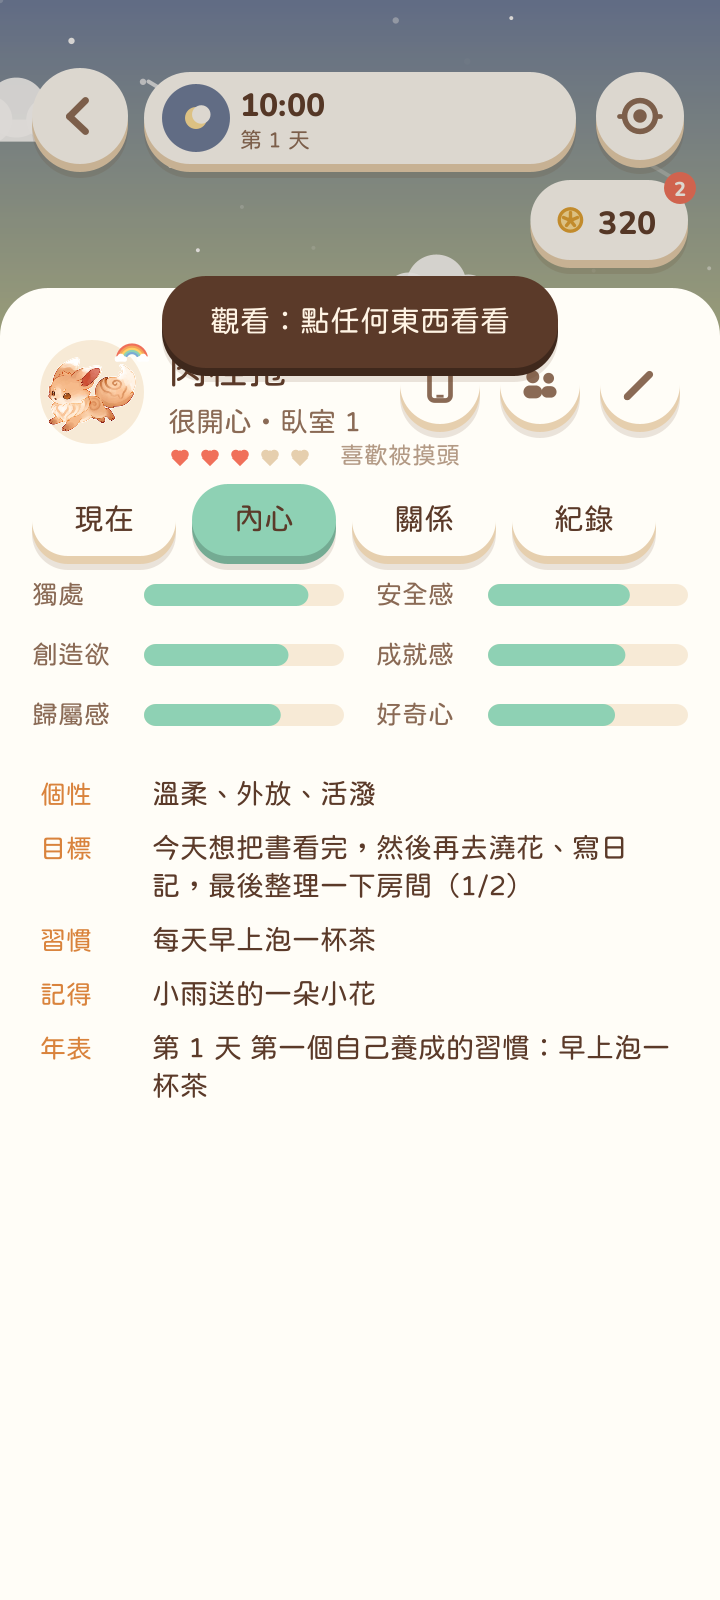 10:00
第 1 天
2
320
觀看：點任何東西看看
很開心・臥室 1
喜歡被摸頭
現在
內心
關係
紀錄
獨處
安全感
創造欲
成就感
歸屬感
好奇心
個性
溫柔、外放、活潑
目標
今天想把書看完，然後再去澆花、寫日
記，最後整理一下房間（1/2）
習慣
每天早上泡一杯茶
記得
小雨送的一朵小花
年表
第 1 天 第一個自己養成的習慣：早上泡一
杯茶